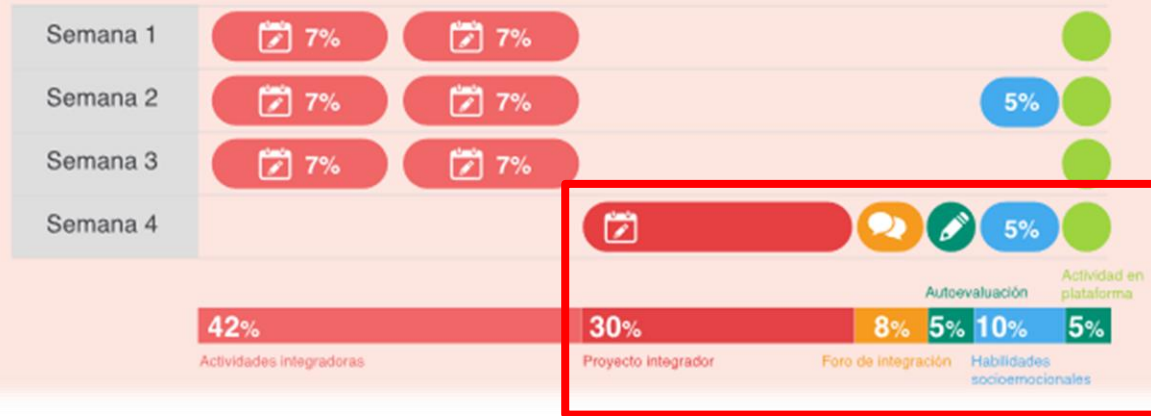 Semana 1 7% 7%
Semana 2 7% 7% 5%
Semana 3 7% 7%
Semana 4 5%
Actividad en
plataforma
Autoevaluación
42% 30% 8% 5% 10% 5%
Actividades integradoras Proyecto integrador Foro de integración Habilidades
socioemocionales